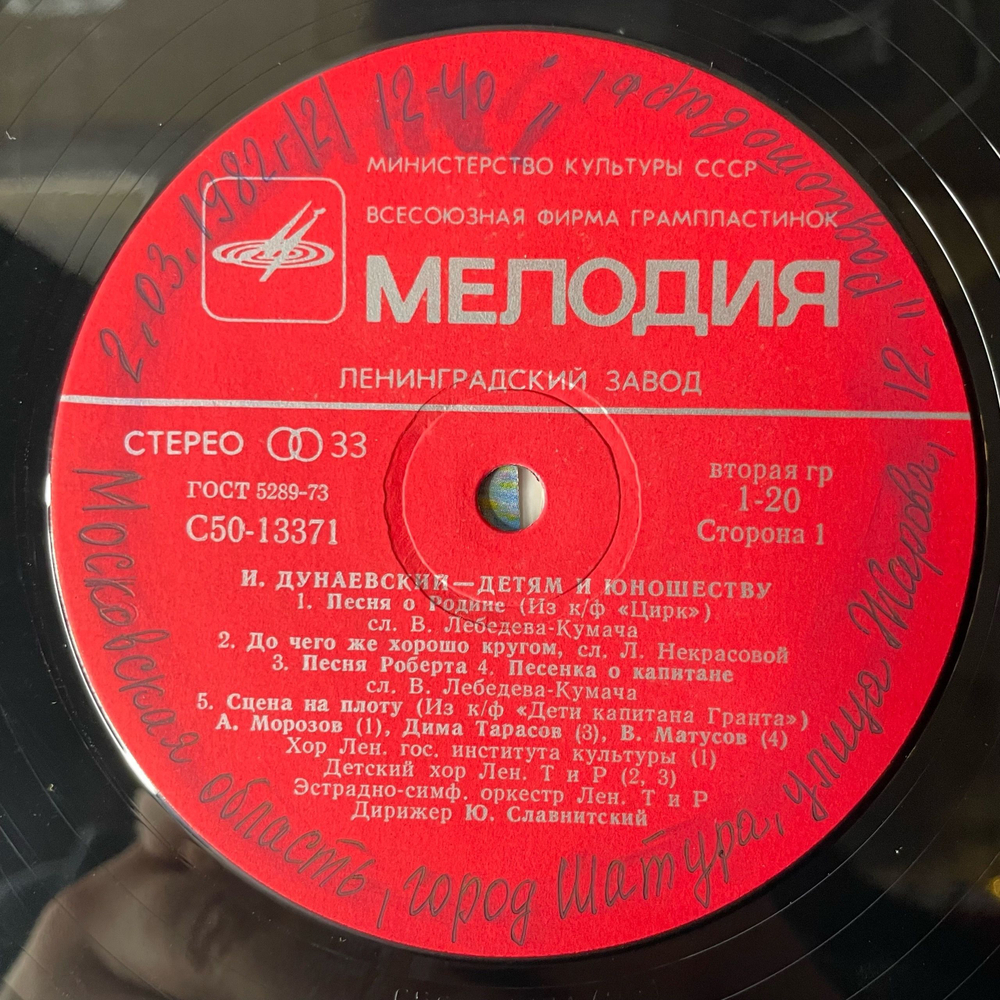 МИНИСТЕРСТВО КУЛЬТУРЫ СССР
ВСЕСОЮЗНАЯ ФИРМА ГРАМПЛАСТИНОК
МЕЛОДИЯ
ЛЕНИНГРАДСКИЙ ЗАВОД
СТЕРЕО 33
ГОСТ 5289-73
С50-13371
вторая гр
1-20
Сторона 1
И. ДУНАЕВСКИЙ—ДЕТЯМ И ЮНОШЕСТВУ
1. Песня о Родине (Из к/ф «Цирк»)
сл. В. Лебедева-Кумача
2. До чего же хорошо кругом, сл. Л. Некрасовой
3. Песня Роберта 4. Песенка о капитане
сл. В. Лебедева-Кумача
5. Сцена на плоту (Из к/ф «Дети капитана Гранта»)
А. Морозов (1), Дима Тарасов (3), В. Матусов (4)
Хор Лен. гос. института культуры (1)
Детский хор Лен. Т и Р (2, 3)
Эстрадно-симф. оркестр Лен. Т и Р
Дирижер Ю. Славнитский
2.03.1982г/2/ 12-40
Московская область, город Шатура, улица Жарова,
12."